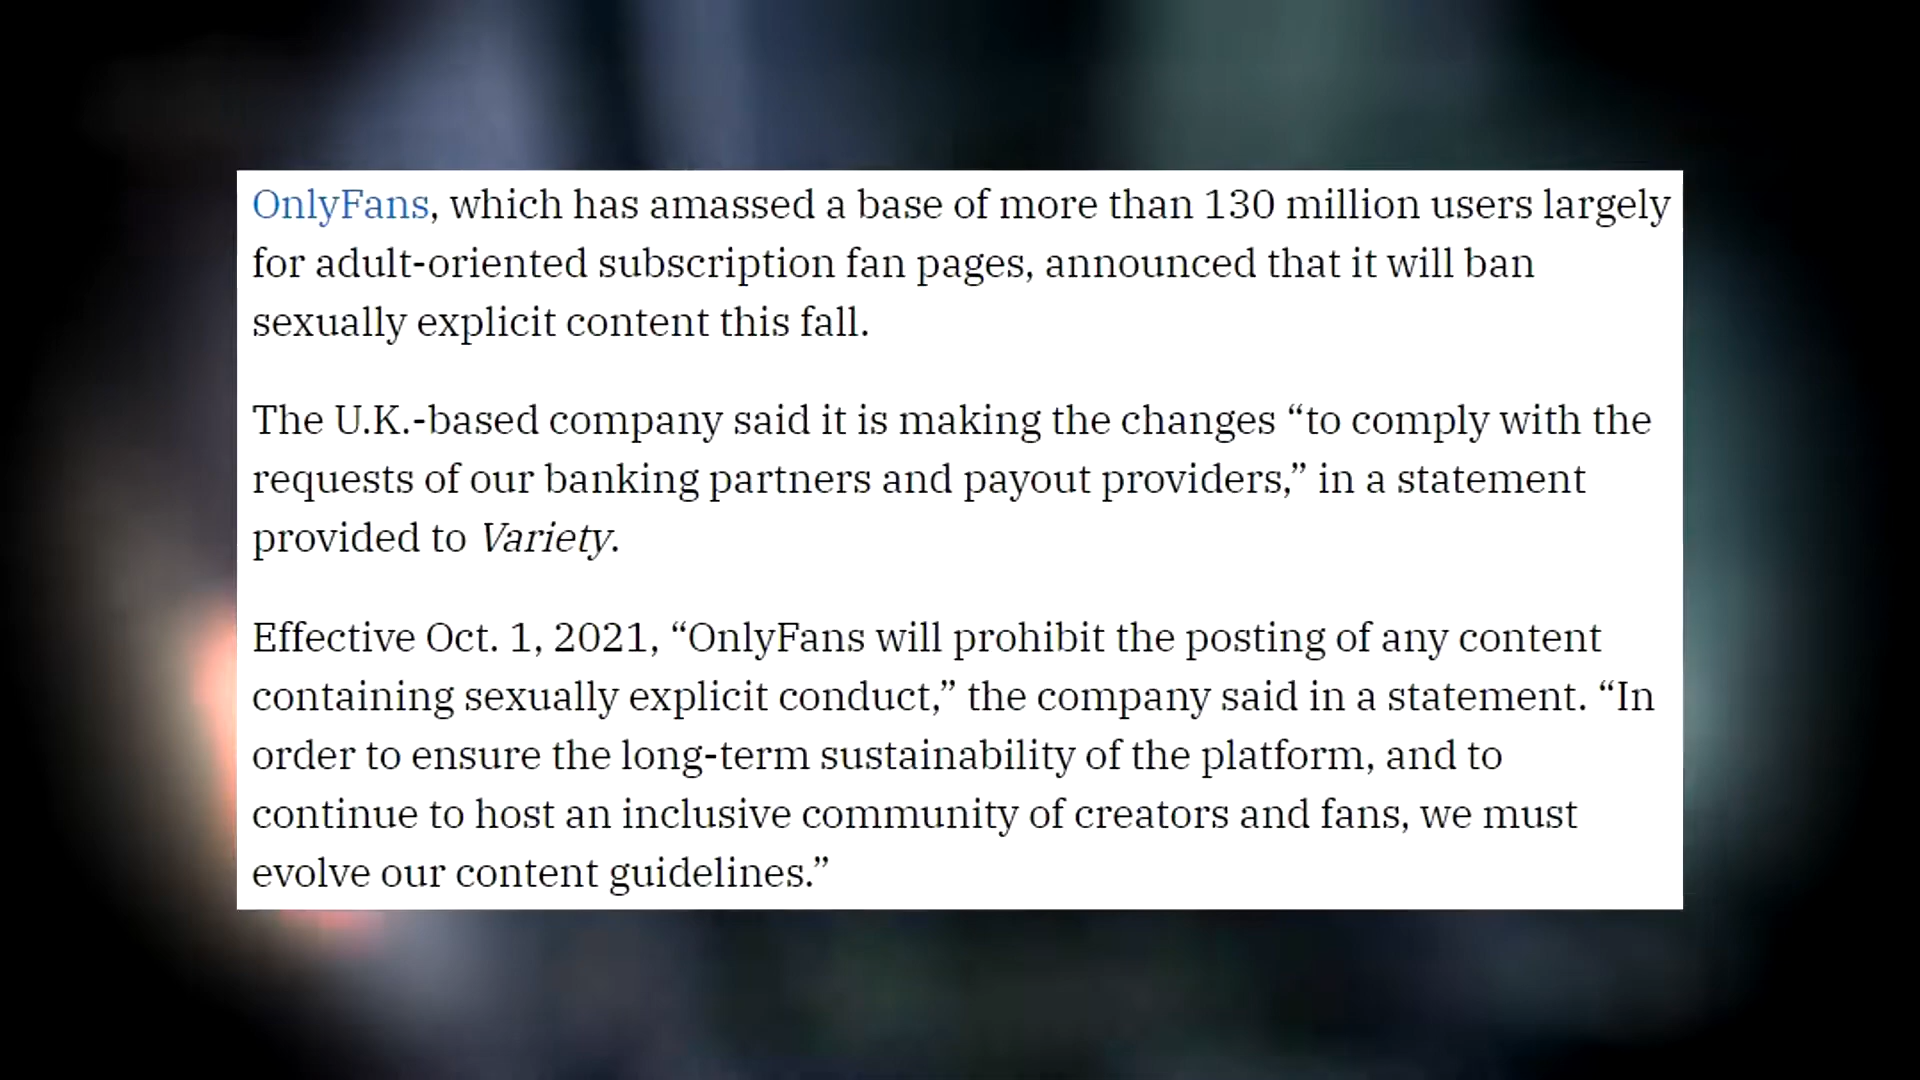 OnlyFans, which has amassed a base of more than 130 million users largely
for adult-oriented subscription fan pages, announced that it will ban
sexually explicit content this fall.
The U.K.-based company said it is making the changes “to comply with the
requests of our banking partners and payout providers,” in a statement
provided to Variety.
Effective Oct. 1, 2021, “OnlyFans will prohibit the posting of any content
containing sexually explicit conduct,” the company said in a statement. “In
order to ensure the long-term sustainability of the platform, and to
continue to host an inclusive community of creators and fans, we must
evolve our content guidelines.”